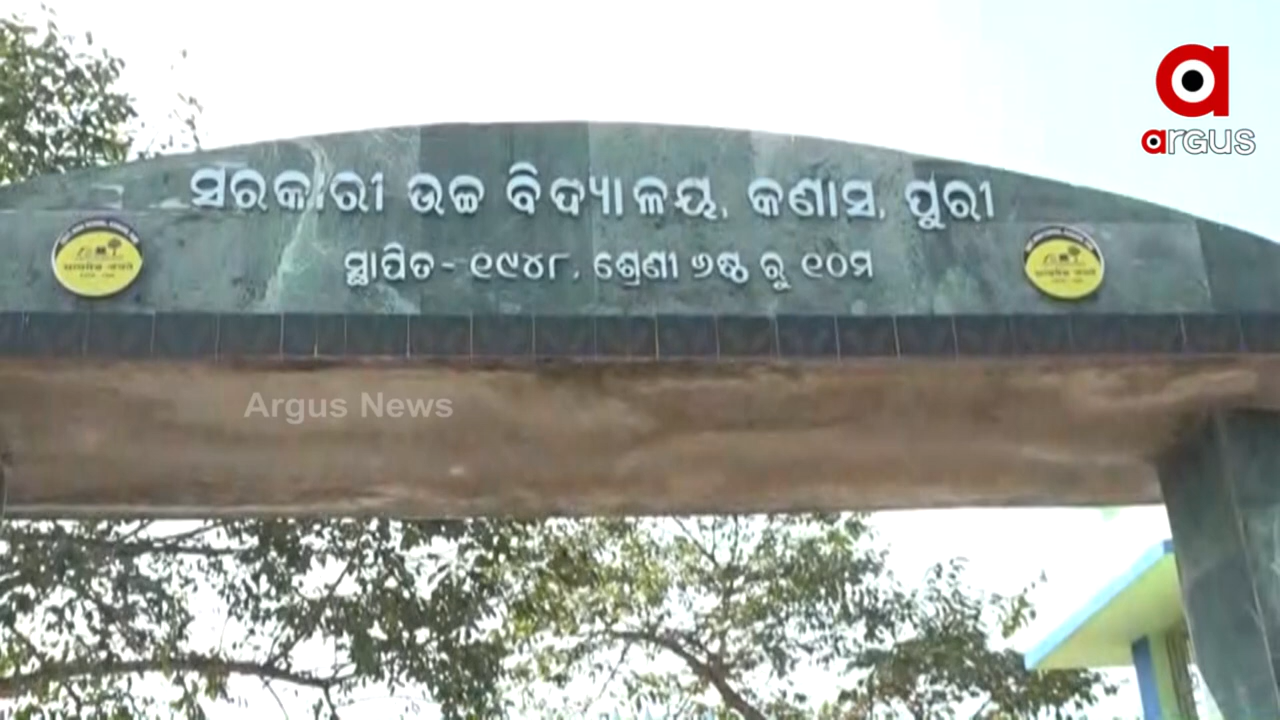 argus
ସରକାରୀ ଉଚ୍ଚ ବିଦ୍ୟାଳୟ, କଣାସ, ପୁରୀ
ସ୍ଥାପିତ - ୧୯୪୮, ଶ୍ରେଣୀ ୬ଷ୍ଠ ରୁ ୧୦ମ
Argus News